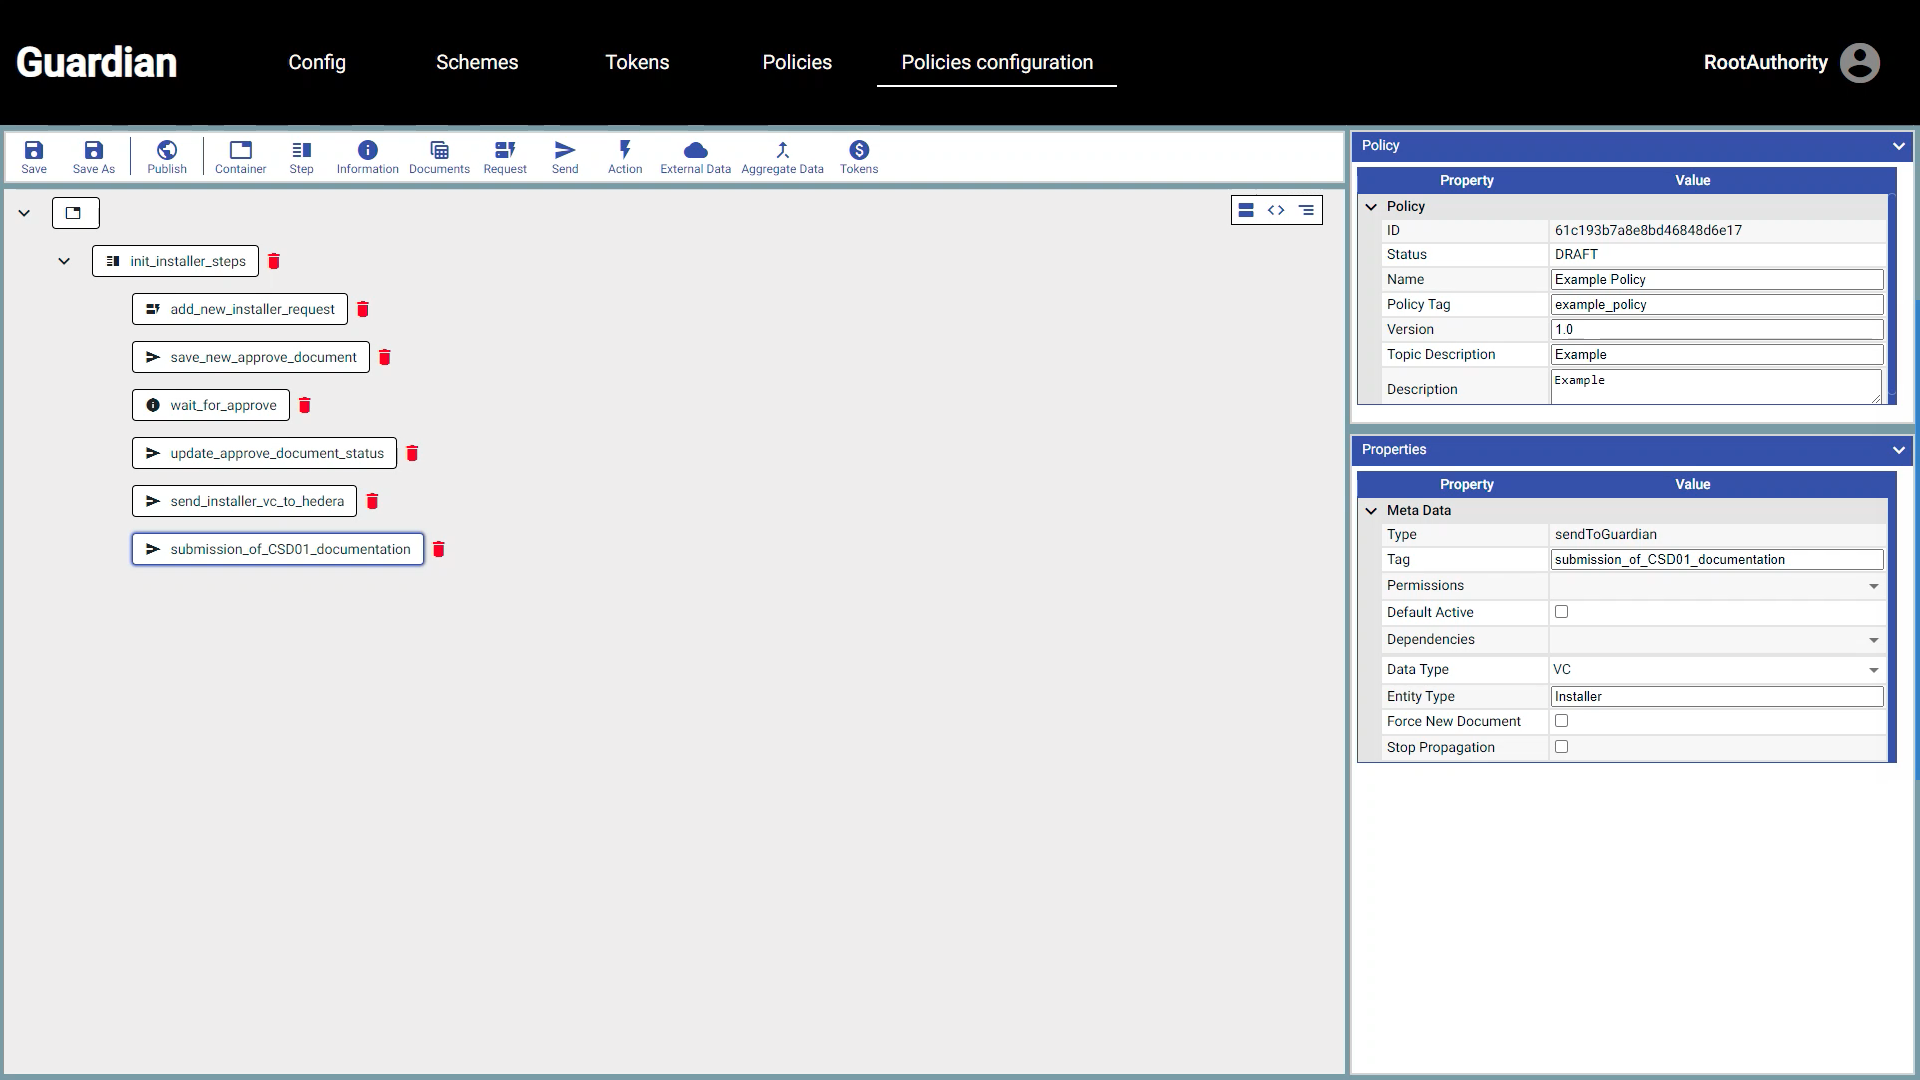 Guardian
Config
Schemes
Tokens
Policies
Policies configuration
RootAuthority
Save
Save As
Publish
Container
Step
Information
Documents
Request
Send
Action
External Data
Aggregate Data
Tokens
init_installer_steps
add_new_installer_request
save_new_approve_document
wait_for_approve
update_approve_document_status
send_installer_vc_to_hedera
submission_of_CSD01_documentation
Policy
Property Value
Policy
ID 61c193b7a8e8bd46848d6e17
Status DRAFT
Name Example Policy
Policy Tag example_policy
Version 1.0
Topic Description Example
Description Example
Properties
Property Value
Meta Data
Type sendToGuardian
Tag submission_of_CSD01_documentation
Permissions
Default Active
Dependencies
Data Type VC
Entity Type Installer
Force New Document
Stop Propagation